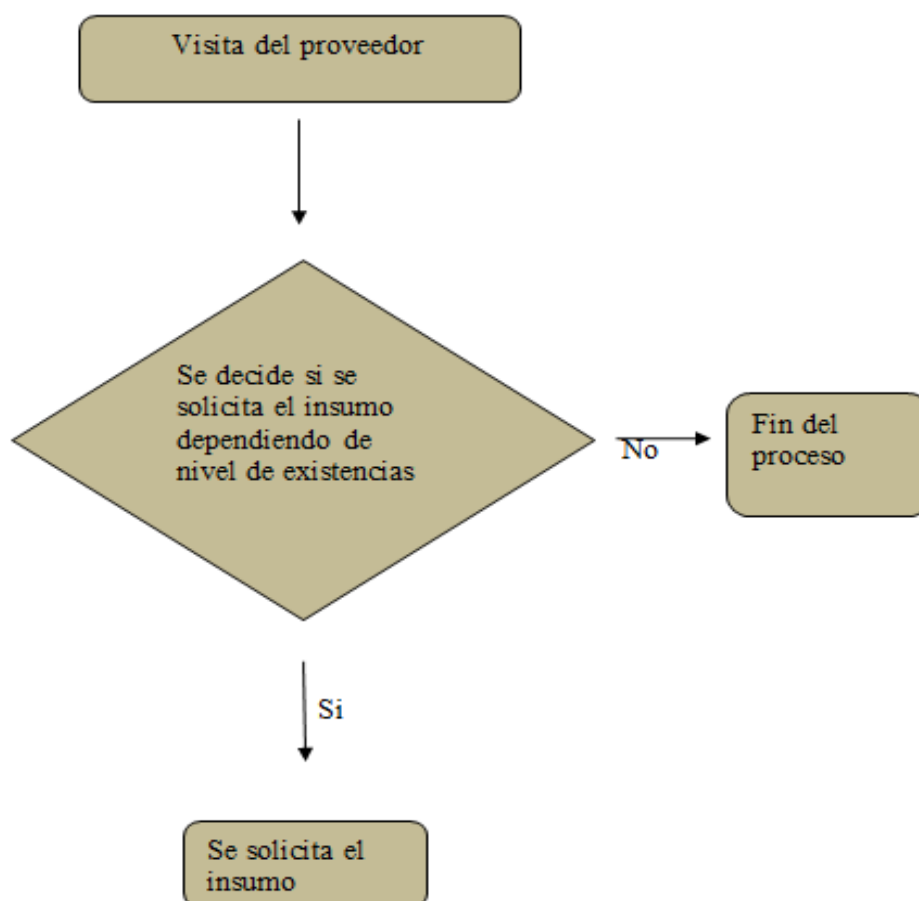 Visita del proveedor
Se decide si se
solicita el insumo
dependiendo de
nivel de existencias
No
Fin del
proceso
Si
Se solicita el
insumo